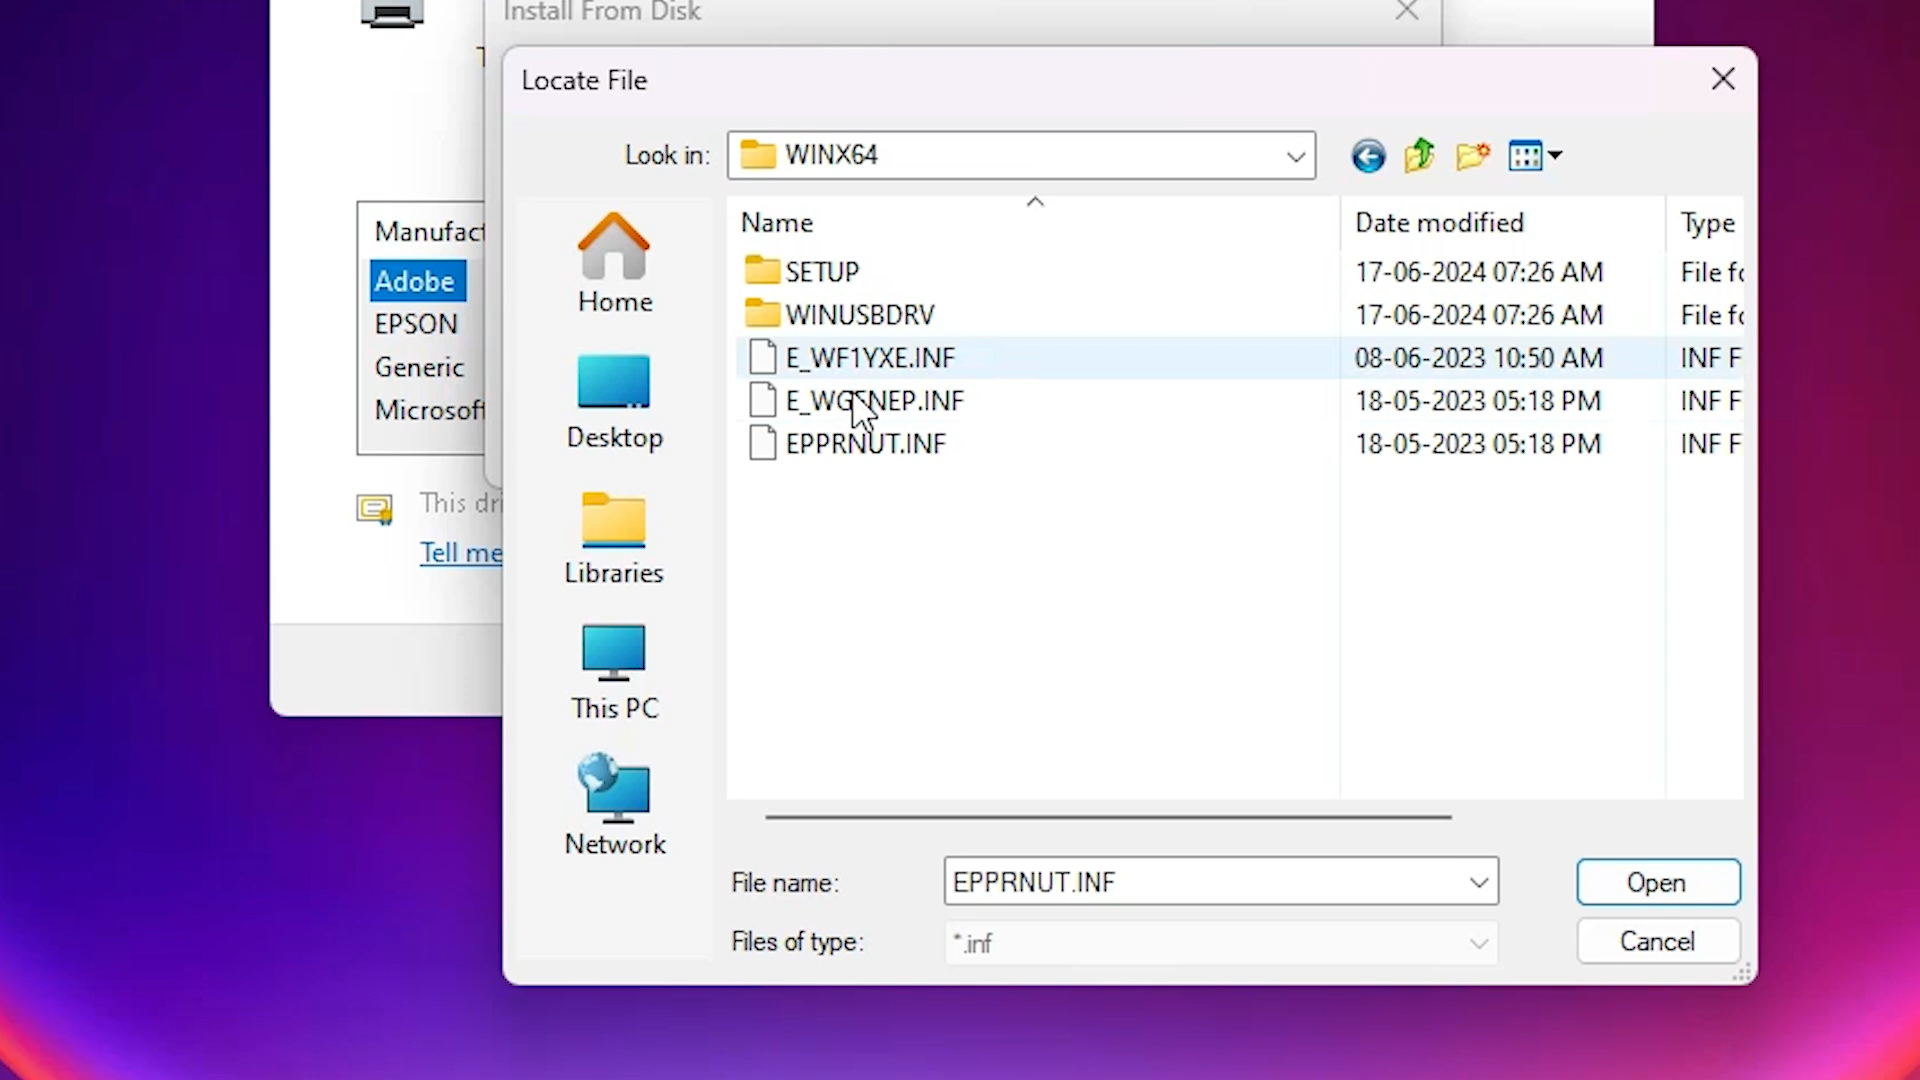 Install From Disk
Locate File
Look in: WINX64
Name Date modified Type
SETUP 17-06-2024 07:26 AM File fo
WINUSBDRV 17-06-2024 07:26 AM File fo
E_WF1YXE.INF 08-06-2023 10:50 AM INF F
E_WGENEP.INF 18-05-2023 05:18 PM INF F
EPPRNUT.INF 18-05-2023 05:18 PM INF F
Home
Desktop
Libraries
This PC
Network
File name: EPPRNUT.INF Open
Files of type: *.inf Cancel
Manufact
Adobe
EPSON
Generic
Microsoft
This dri
Tell me